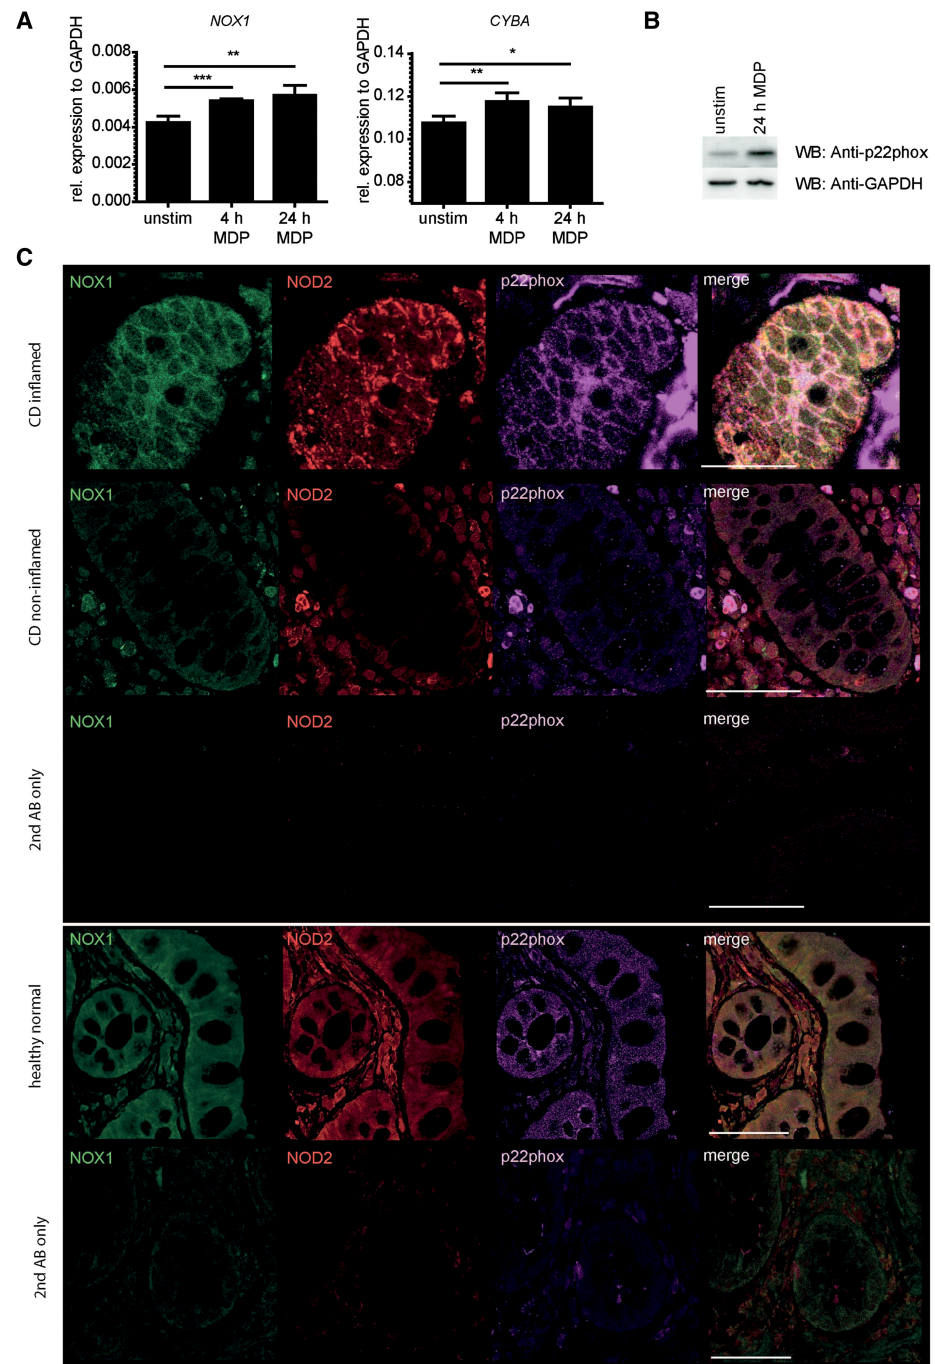 A
NOX1
rel. expression to GAPDH
0.008
0.006
0.004
0.002
0.000
**
***
unstim
4 h
MDP
24 h
MDP
CYBA
rel. expression to GAPDH
0.14
0.12
0.10
0.08
*
**
unstim
4 h
MDP
24 h
MDP
B
unstim
24 h MDP
WB: Anti-p22phox
WB: Anti-GAPDH
C
CD inflamed
NOX1 NOD2 p22phox merge
CD non-inflamed
NOX1 NOD2 p22phox merge
2nd AB only
NOX1 NOD2 p22phox merge
healthy normal
NOX1 NOD2 p22phox merge
2nd AB only
NOX1 NOD2 p22phox merge